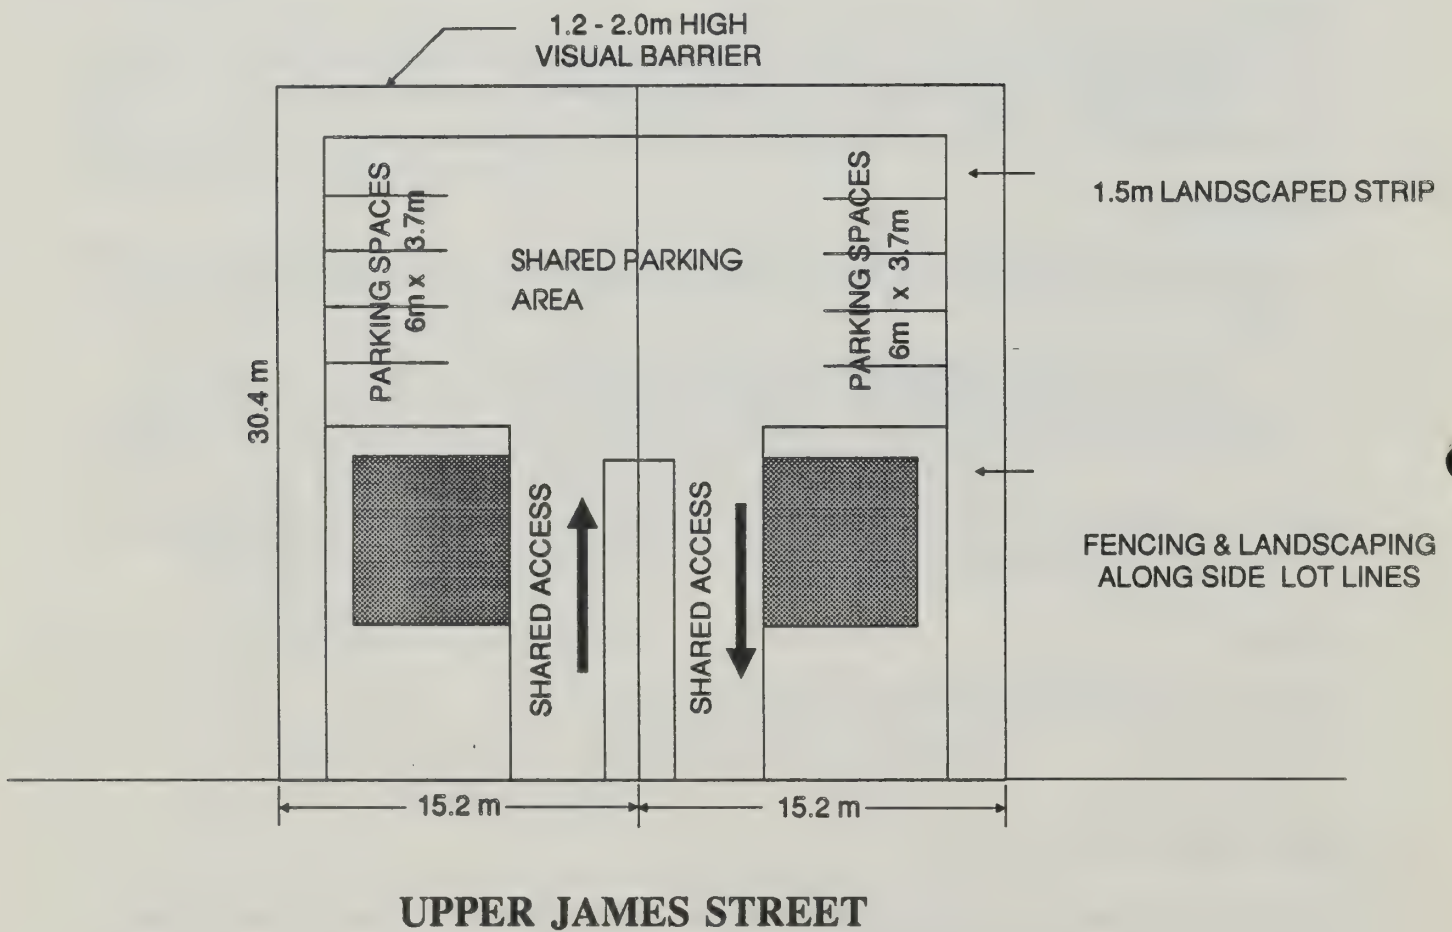 1.2 - 2.0m HIGH
VISUAL BARRIER
PARKING SPACES
6m x 3.7m
SHARED PARKING
AREA
PARKING SPACES
6m x 3.7m
1.5m LANDSCAPED STRIP
30.4 m
SHARED ACCESS
SHARED ACCESS
FENCING & LANDSCAPING
ALONG SIDE LOT LINES
15.2 m
15.2 m
UPPER JAMES STREET